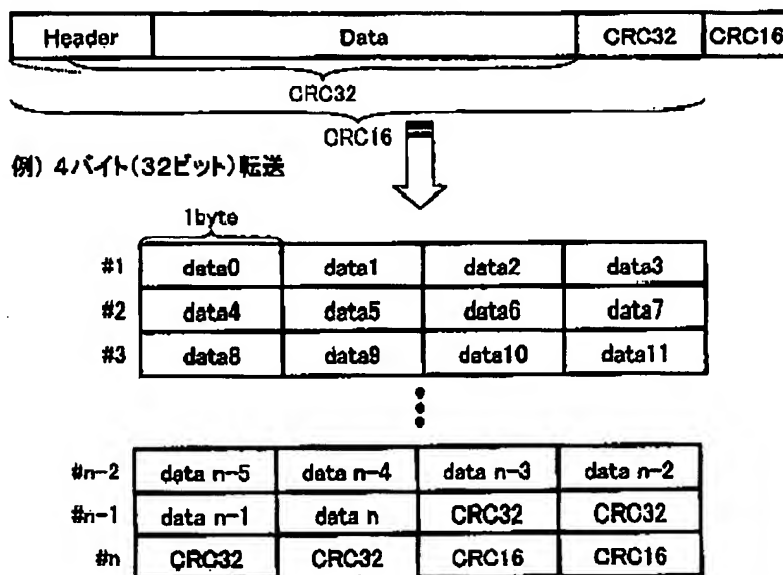 Header Data CRC32 CRC16
CRC32
CRC16
例) 4バイト(32ビット)転送
1byte
#1 data0 data1 data2 data3
#2 data4 data5 data6 data7
#3 data8 data9 data10 data11
#n-2 data n-5 data n-4 data n-3 data n-2
#n-1 data n-1 data n CRC32 CRC32
#n CRC32 CRC32 CRC16 CRC16